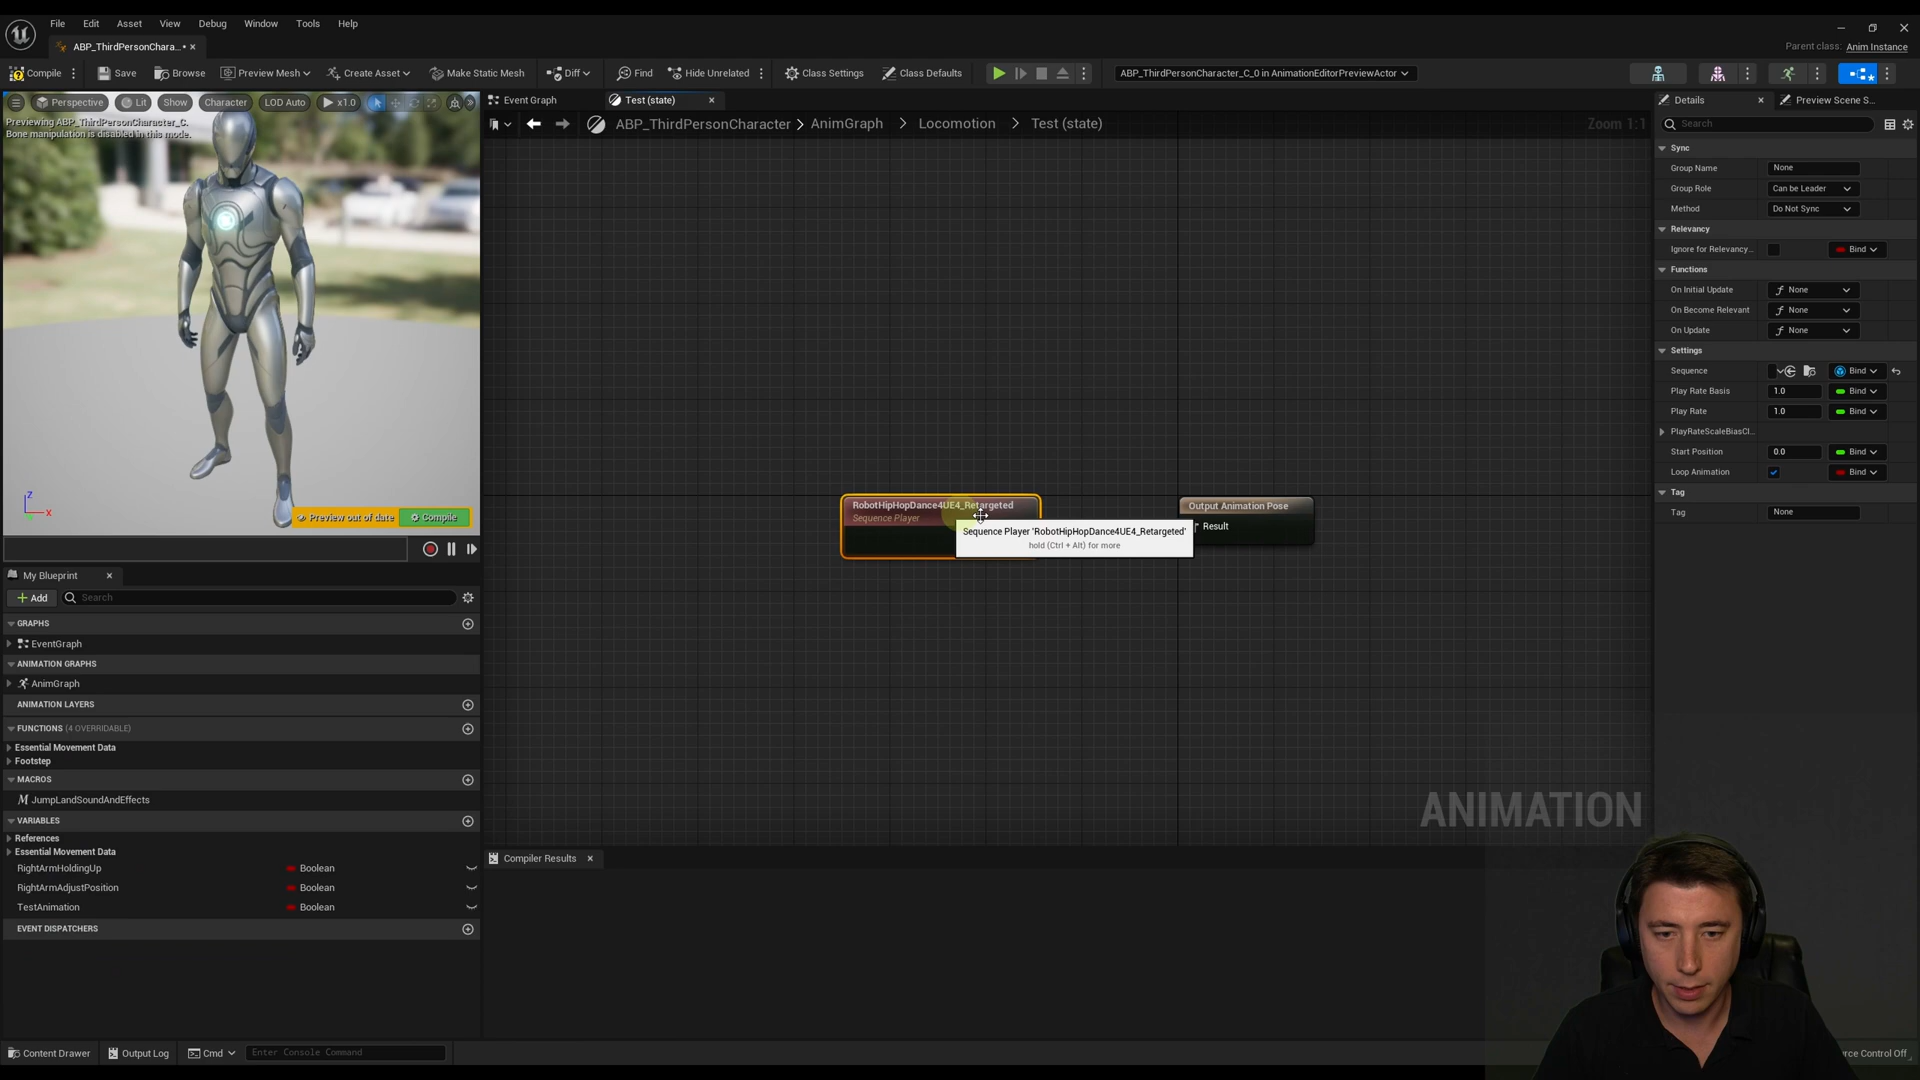 File Edit Asset View Debug Window Tools Help
ABP_ThirdPersonChara...•
Parent class: Anim Instance
Compile Save Browse Preview Mesh Create Asset Make Static Mesh Diff Find Hide Unrelated Class Settings Class Defaults ABP_ThirdPersonCharacter_C_0 in AnimationEditorPreviewActor
Perspective Lit Show Character LOD Auto x1.0
Previewing ABP_ThirdPersonCharacter_C.
Bone manipulation is disabled in this mode.
Z
X
Preview out of date Compile
Event Graph Test (state)
ABP_ThirdPersonCharacter > AnimGraph > Locomotion > Test (state)
Zoom 1:1
RobotHipHopDance4UE4_Retargeted
Sequence Player
Sequence Player 'RobotHipHopDance4UE4_Retargeted'
hold (Ctrl + Alt) for more
Output Animation Pose
Result
ANIMATION
My Blueprint
+ Add Search
GRAPHS
EventGraph
ANIMATION GRAPHS
AnimGraph
ANIMATION LAYERS
FUNCTIONS (4 OVERRIDABLE)
Essential Movement Data
Footstep
MACROS
JumpLandSoundAndEffects
VARIABLES
References
Essential Movement Data
RightArmHoldingUp Boolean
RightArmAdjustPosition Boolean
TestAnimation Boolean
EVENT DISPATCHERS
Compiler Results
Details Preview Scene S...
Search
Sync
Group Name None
Group Role Can be Leader
Method Do Not Sync
Relevancy
Ignore for Relevancy... Bind
Functions
On Initial Update None
On Become Relevant None
On Update None
Settings
Sequence Bind
Play Rate Basis 1.0 Bind
Play Rate 1.0 Bind
PlayRateScaleBiasCl...
Start Position 0.0 Bind
Loop Animation Bind
Tag
Tag None
Content Drawer Output Log Cmd Enter Console Command
rce Control Off